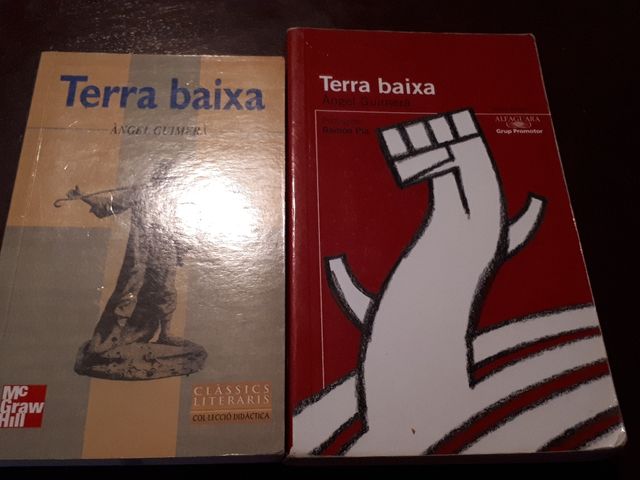 Terra baixa
ÀNGEL GUIMERÀ
Mc
Graw
Hill
CLÀSSICS
LITERARIS
COL·LECCIÓ DIDÀCTICA
Terra baixa
Àngel Guimerà
Ramon Pla
ALFAGUARA
Grup Promotor